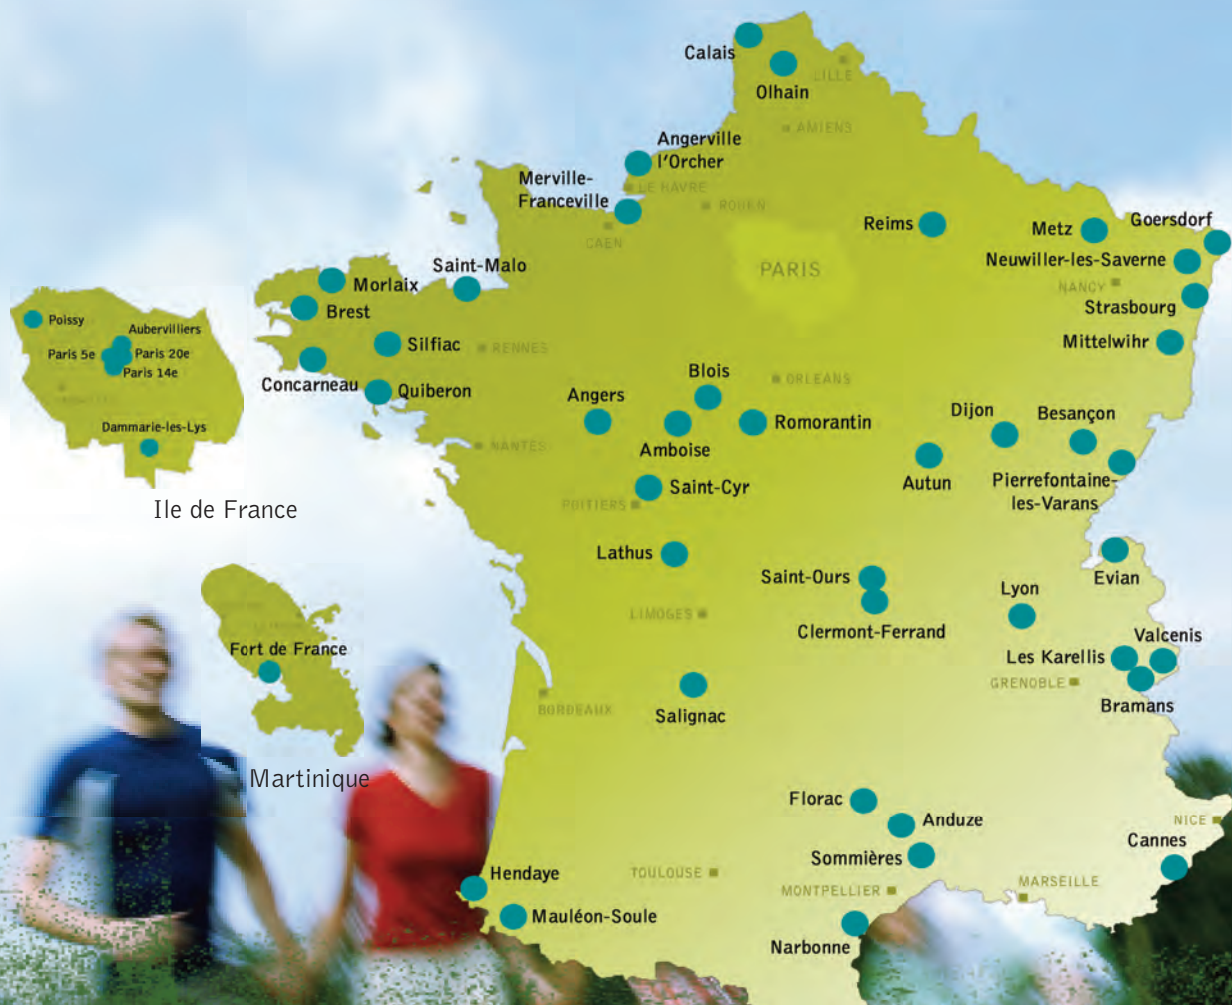 Calais
LILLE
Olhain
AMIENS
Angerville
l'Orcher
Merville-
Franceville
LE HAVRE
ROUEN
CAEN
Reims
Metz
Goersdorf
Neuwiller-les-Saverne
NANCY
Strasbourg
Mittelwihr
PARIS
Saint-Malo
Morlaix
Brest
Silfiac
RENNES
Concarneau
Quiberon
Poissy
Aubervilliers
Paris 5e
Paris 20e
Paris 14e
Dammarie-les-Lys
Ile de France
Blois
ORLEANS
Angers
Romorantin
Amboise
NANTES
Dijon
Besançon
Autun
Pierrefontaine-
les-Varans
Saint-Cyr
POITIERS
Lathus
Saint-Ours
Clermont-Ferrand
Evian
Lyon
LIMOGES
Valcenis
Les Karellis
GRENOBLE
Bramans
Fort de France
Martinique
BORDEAUX
Salignac
Florac
Anduze
NICE
Cannes
Sommières
Hendaye
TOULOUSE
MONTPELLIER
MARSEILLE
Mauléon-Soule
Narbonne